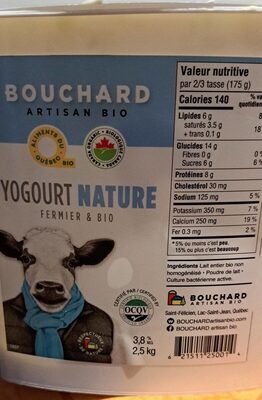 BOUCHARD
ARTISAN BIO
ALIMENTS DU
QUÉBEC BIO
YOGOURT NATURE
FERMIER & BIO
CERTIFIÉ PAR / CERTIFIED BY
OCQV
3,8 %
2,5 kg
Valeur nutritive
par 2/3 tasse (175 g)
Calories 140
Lipides 6 g
saturés 3.5 g
+ trans 0.1 g
18
Glucides 14 g
Fibres 0 g
Sucres 6 g
Protéines 8 g
Cholestérol 30 mg
Sodium 125 mg 5 %
Potassium 350 mg 7 %
Calcium 250 mg 19 %
Fer 0.3 mg 2 %
*5% ou moins c'est peu,
15% ou plus c'est beaucoup
Ingrédients: Lait entier bio non
homogénéisé • Poudre de lait •
Culture bactérienne active.
BOUCHARD
ARTISAN BIO
Saint-Félicien, Lac-Saint-Jean, Québec
BOUCHARDartisanbio.com
BOUCHARD artisan bio
6 21511 25001 4